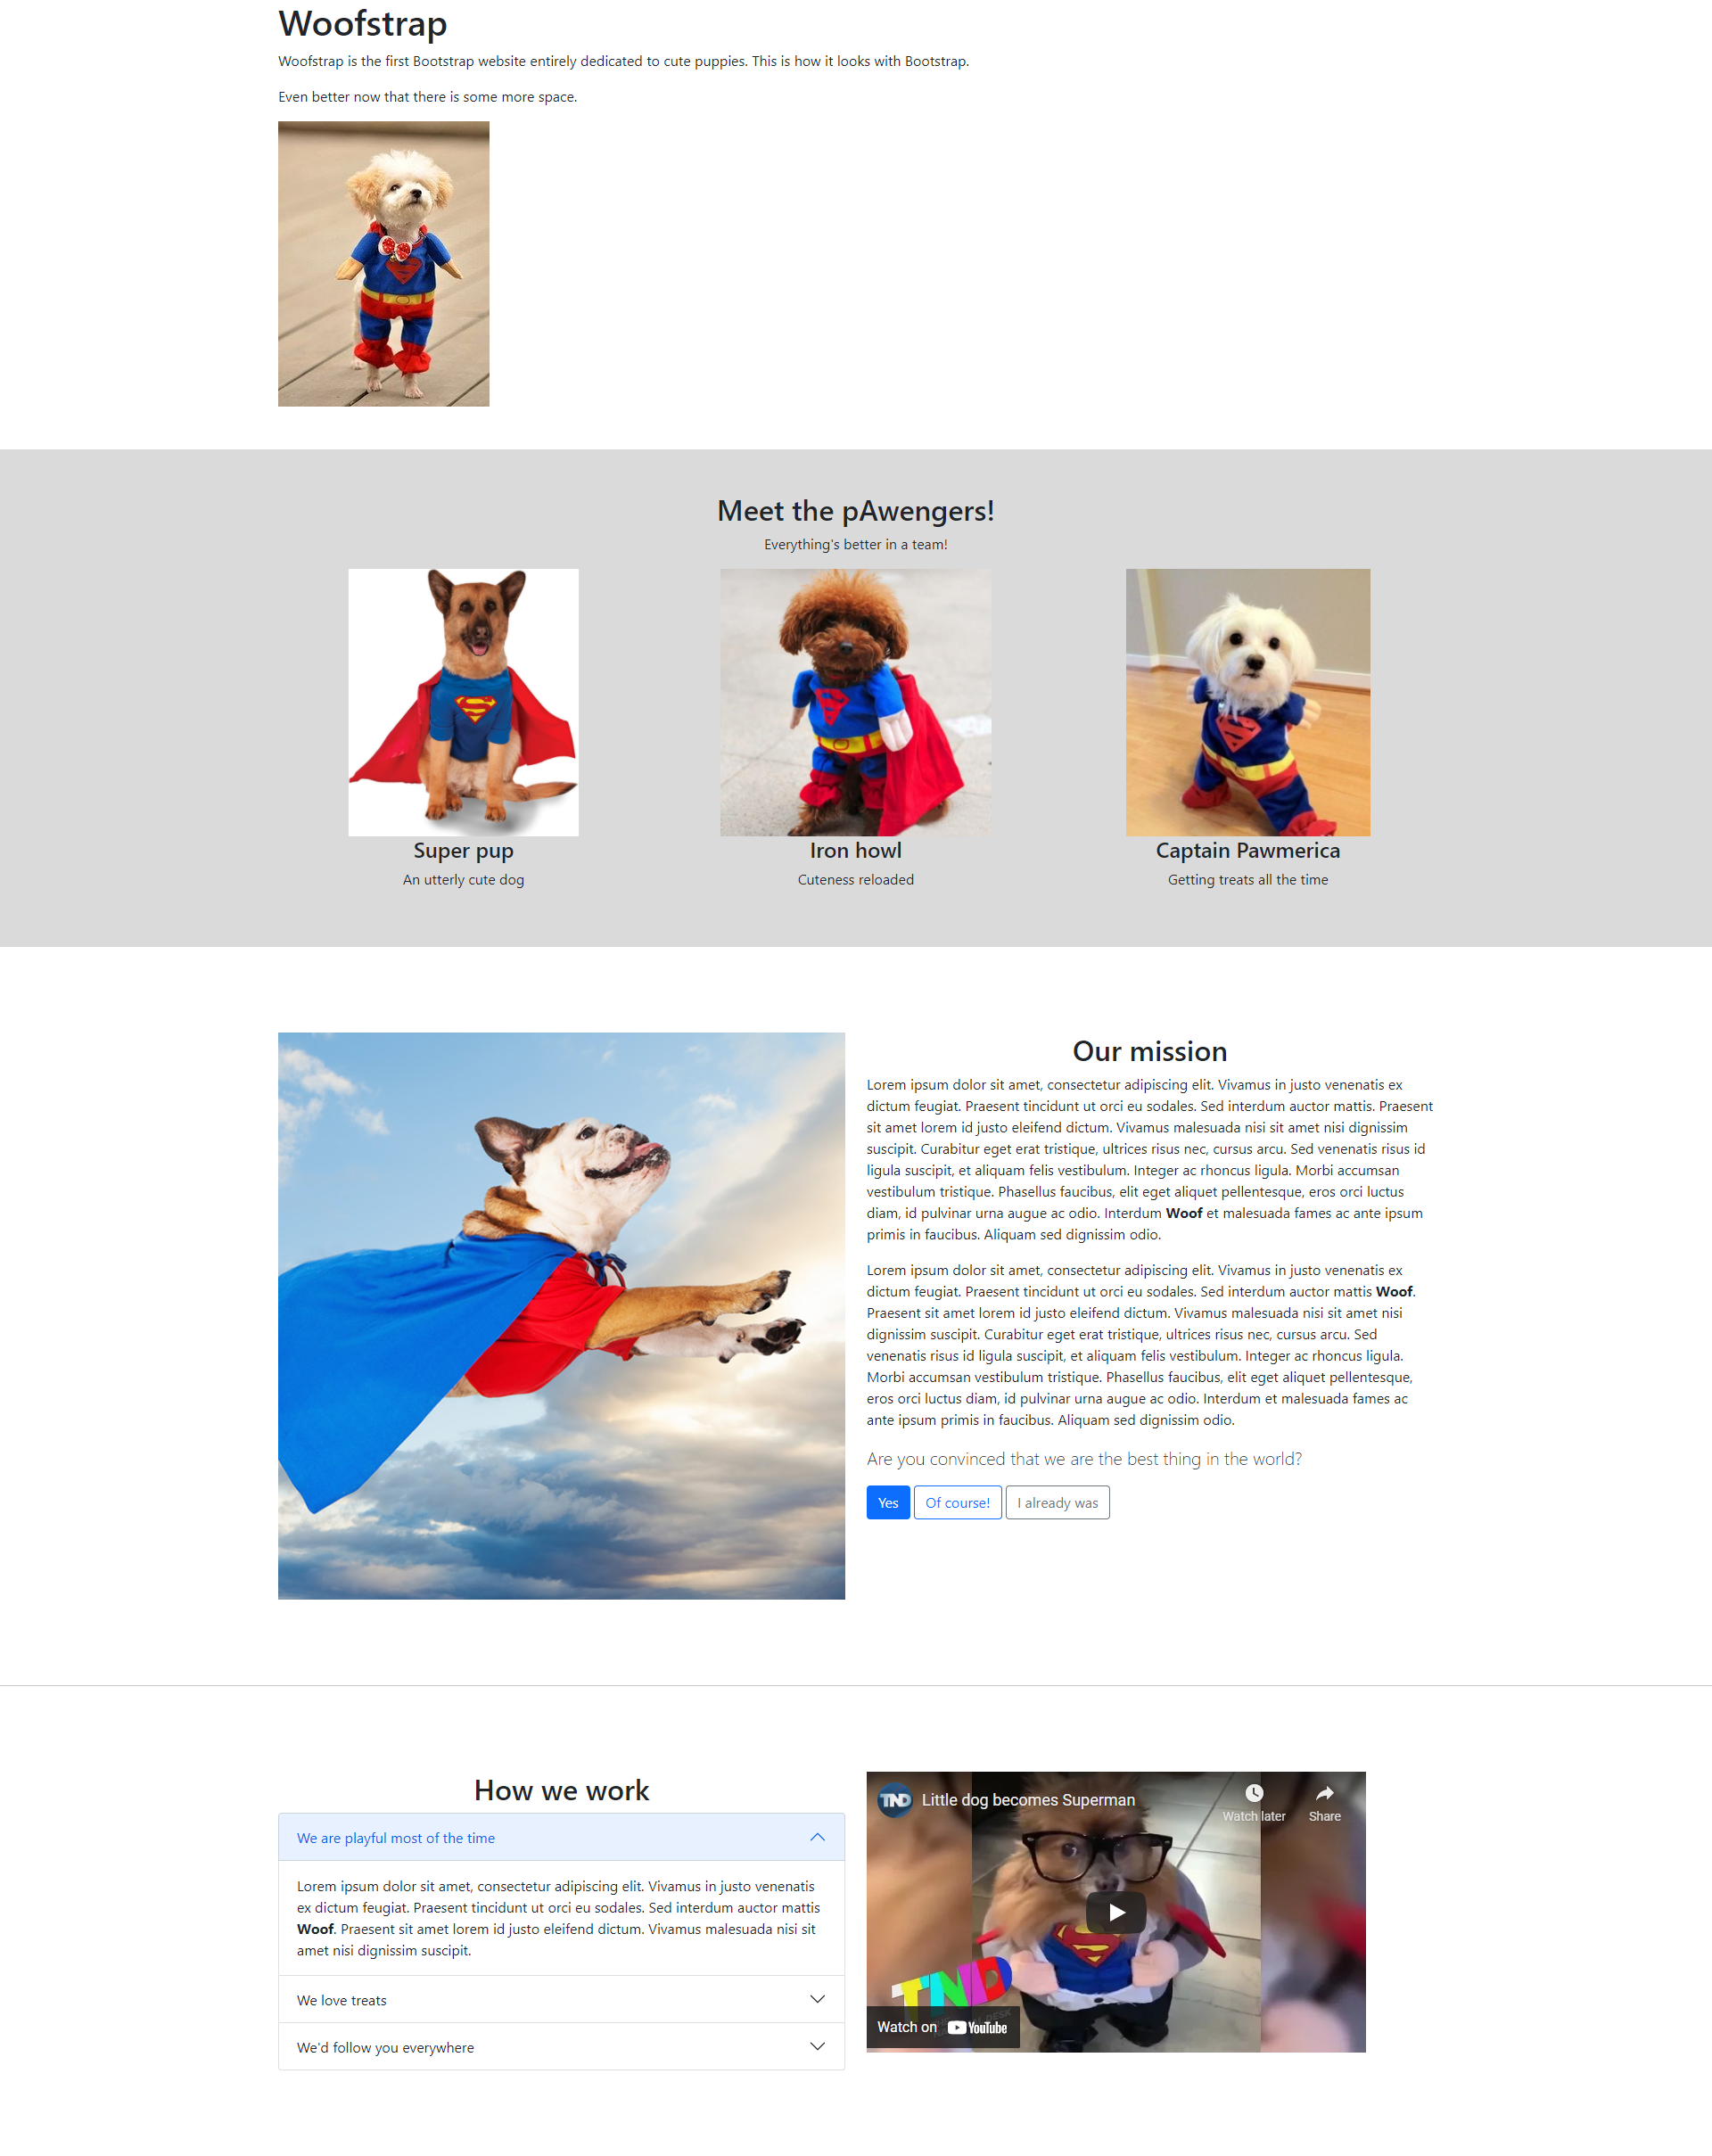 Woofstrap
Woofstrap is the first Bootstrap website entirely dedicated to cute puppies. This is how it looks with Bootstrap.
Even better now that there is some more space.
Meet the pAwengers!
Everything's better in a team!
Super pup
An utterly cute dog
Iron howl
Cuteness reloaded
Captain Pawmerica
Getting treats all the time
Our mission
Lorem ipsum dolor sit amet, consectetur adipiscing elit. Vivamus in justo venenatis ex
dictum feugiat. Praesent tincidunt ut orci eu sodales. Sed interdum auctor mattis. Praesent
sit amet lorem id justo eleifend dictum. Vivamus malesuada nisi sit amet nisi dignissim
suscipit. Curabitur eget erat tristique, ultrices risus nec, cursus arcu. Sed venenatis risus id
ligula suscipit, et aliquam felis vestibulum. Integer ac rhoncus ligula. Morbi accumsan
vestibulum tristique. Phasellus faucibus, elit eget aliquet pellentesque, eros orci luctus
diam, id pulvinar urna augue ac odio. Interdum Woof et malesuada fames ac ante ipsum
primis in faucibus. Aliquam sed dignissim odio.
Lorem ipsum dolor sit amet, consectetur adipiscing elit. Vivamus in justo venenatis ex
dictum feugiat. Praesent tincidunt ut orci eu sodales. Sed interdum auctor mattis Woof.
Praesent sit amet lorem id justo eleifend dictum. Vivamus malesuada nisi sit amet nisi
dignissim suscipit. Curabitur eget erat tristique, ultrices risus nec, cursus arcu. Sed
venenatis risus id ligula suscipit, et aliquam felis vestibulum. Integer ac rhoncus ligula.
Morbi accumsan vestibulum tristique. Phasellus faucibus, elit eget aliquet pellentesque,
eros orci luctus diam, id pulvinar urna augue ac odio. Interdum et malesuada fames ac
ante ipsum primis in faucibus. Aliquam sed dignissim odio.
Are you convinced that we are the best thing in the world?
Yes
Of course!
I already was
How we work
We are playful most of the time
Lorem ipsum dolor sit amet, consectetur adipiscing elit. Vivamus in justo venenatis
ex dictum feugiat. Praesent tincidunt ut orci eu sodales. Sed interdum auctor mattis
Woof. Praesent sit amet lorem id justo eleifend dictum. Vivamus malesuada nisi sit
amet nisi dignissim suscipit.
We love treats
We'd follow you everywhere
TND
Little dog becomes Superman
Watch later
Share
TND
Watch on YouTube